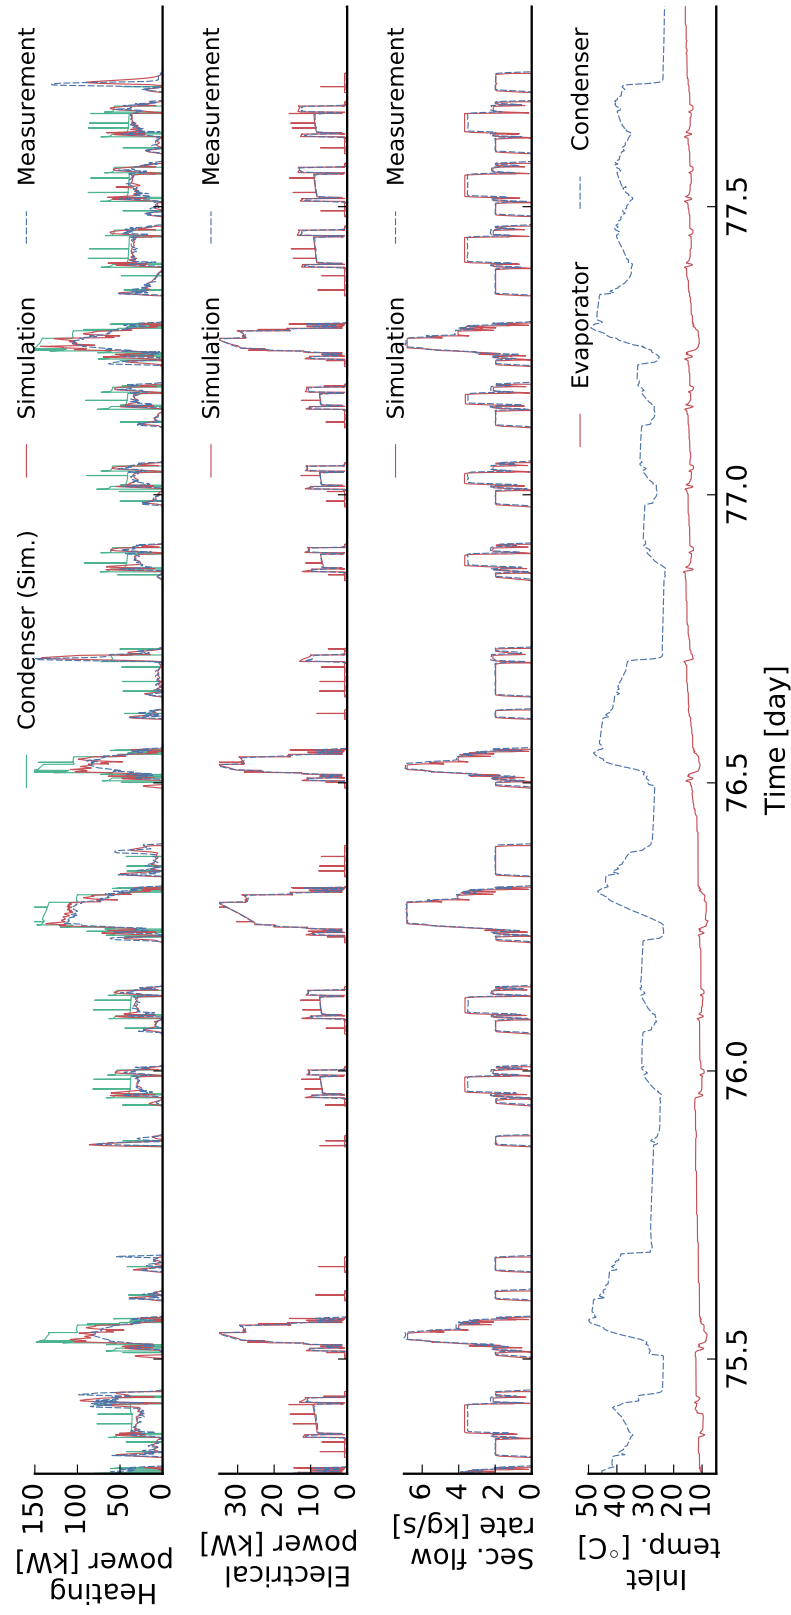 Condenser (Sim.) Simulation Measurement
Heating
power [kW]
150
100
50
0
Simulation Measurement
Electrical
power [kW]
30
20
10
0
Simulation Measurement
Sec. flow
rate [kg/s]
6
4
2
0
Evaporator Condenser
Inlet
temp. [°C]
50
40
30
20
10
75.5 76.0 76.5 77.0 77.5
Time [day]